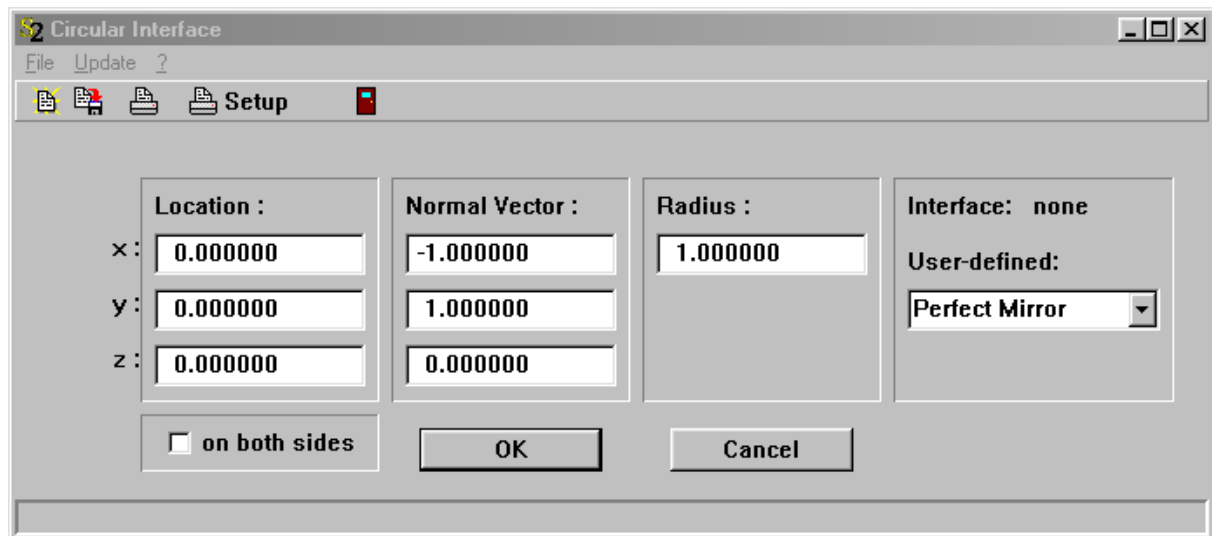 S2 Circular Interface
File Update ?
Setup
Location : Normal Vector : Radius : Interface: none
x: 0.000000 -1.000000 1.000000
User-defined:
y: 0.000000 1.000000 Perfect Mirror
z: 0.000000 0.000000
on both sides OK Cancel